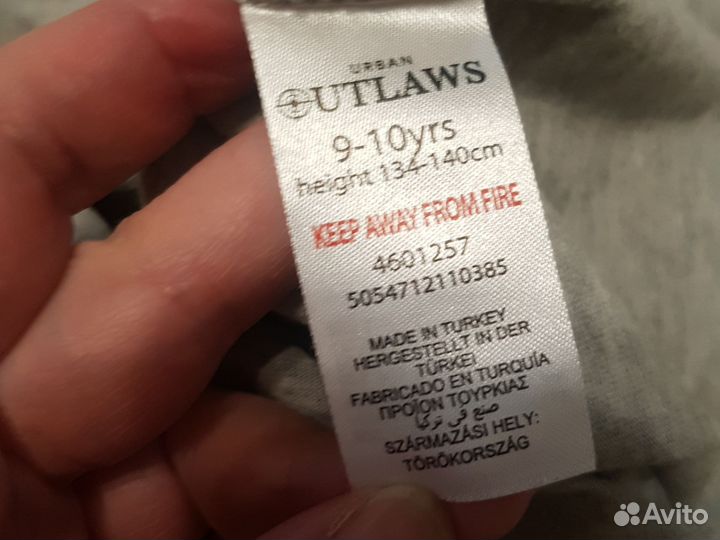 URBAN
OUTLAWS
9-10yrs
height 134-140cm
KEEP AWAY FROM FIRE
4601257
5054712110385
MADE IN TURKEY
HERGESTELLT IN DER
TÜRKEI
FABRICADO EN TURQUÍA
ΠΡΟΪΟΝ ΤΟΥΡΚΙΑΣ
صنع في تركيا
SZÁRMAZÁSI HELY:
TÖRÖKORSZÁG
Avito